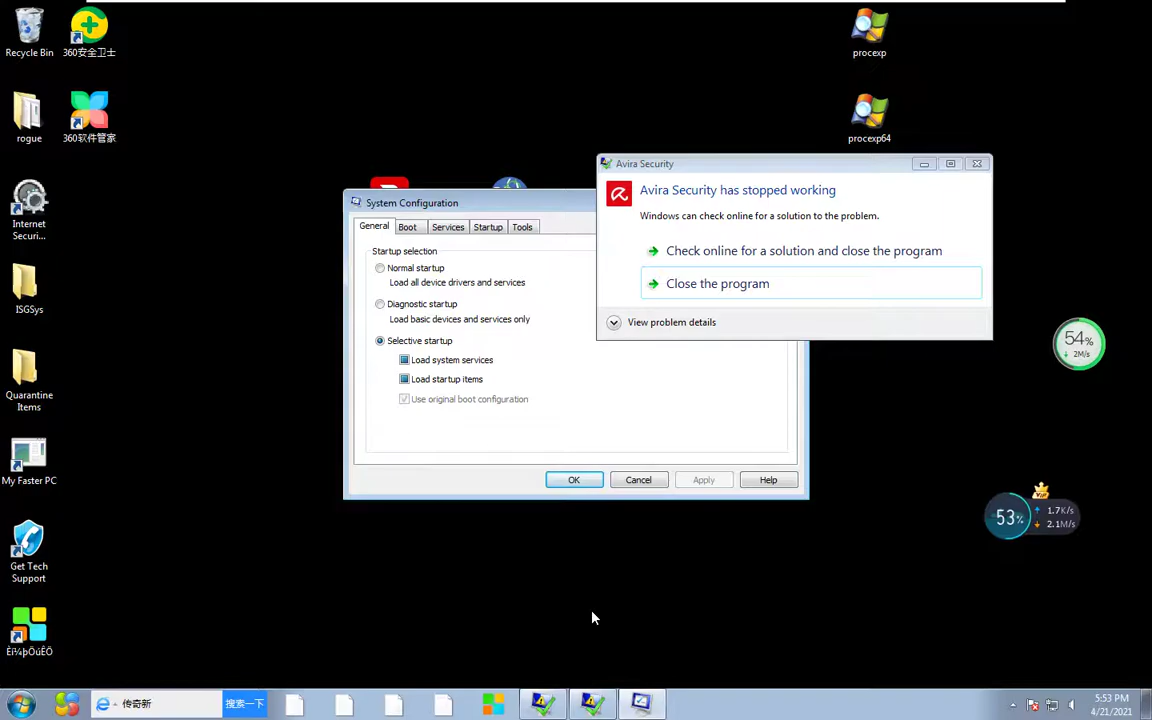 Recycle Bin
360安全卫士
procexp
rogue
360软件管家
procexp64
Avira Security
Avira Security has stopped working
Windows can check online for a solution to the problem.
Check online for a solution and close the program
Close the program
View problem details
System Configuration
General
Boot
Services
Startup
Tools
Startup selection
Normal startup
Load all device drivers and services
Diagnostic startup
Load basic devices and services only
Selective startup
Load system services
Load startup items
Use original boot configuration
OK
Cancel
Apply
Help
Internet
Securi...
ISGSys
Quarantine
Items
My Faster PC
Get Tech
Support
54%
2M/s
VIP
53%
1.7K/s
2.1M/s
传奇新
搜索一下
5:53 PM
4/21/2021